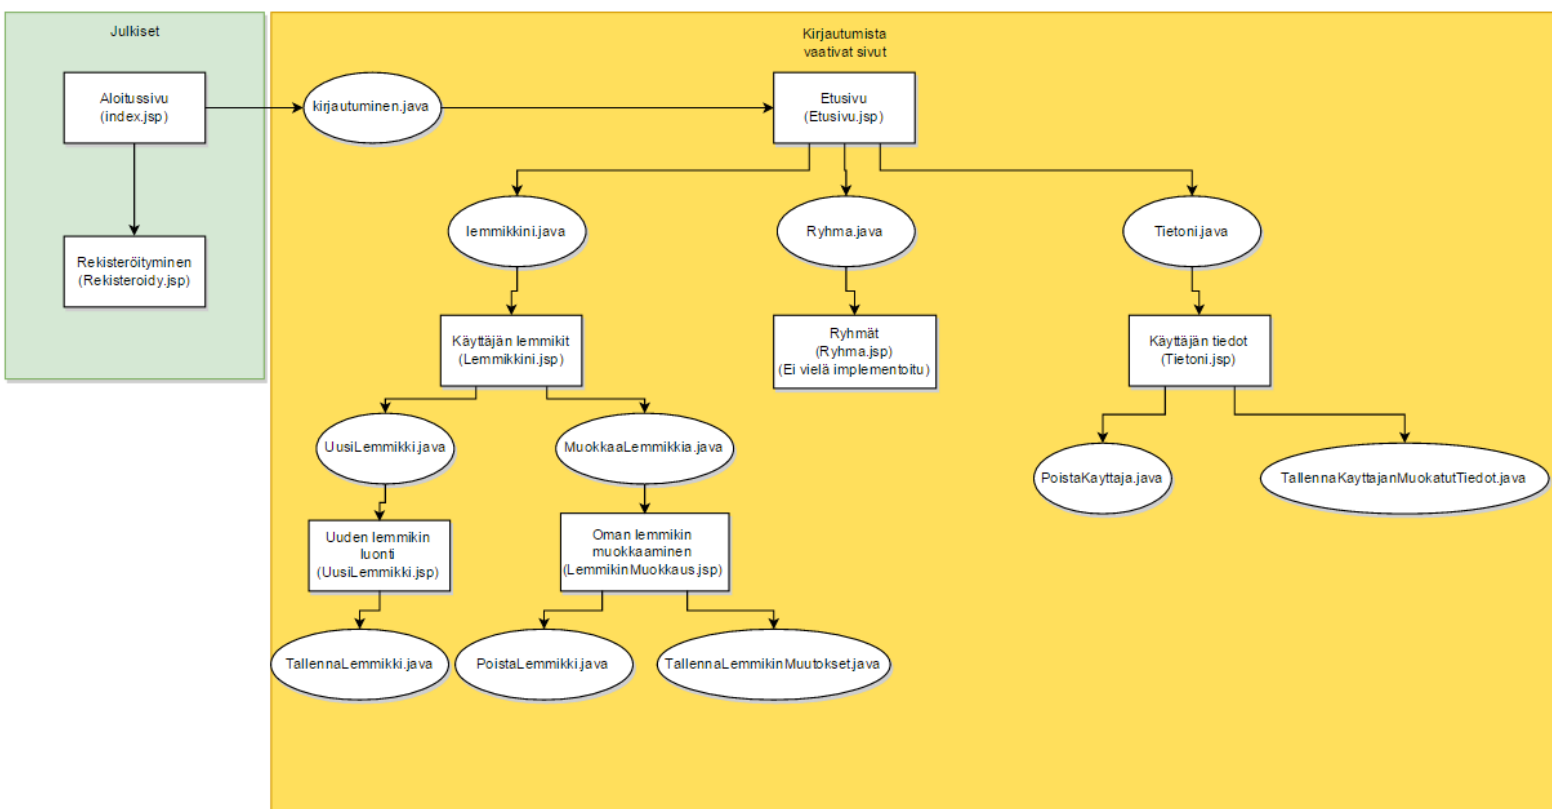 Julkiset
Kirjautumista
vaativat sivut
Aloitussivu
(index.jsp)
kirjautuminen.java
Etusivu
(Etusivu.jsp)
lemmikkini.java
Ryhma.java
Tietoni.java
Rekisteröityminen
(Rekisteroidy.jsp)
Käyttäjän lemmikit
(Lemmikkini.jsp)
Ryhmät
(Ryhma.jsp)
(Ei vielä implementoitu)
Käyttäjän tiedot
(Tietoni.jsp)
UusiLemmikki.java
MuokkaaLemmikkia.java
PoistaKayttaja.java
TallennaKayttajanMuokatutTiedot.java
Uuden lemmikin
luonti
(UusiLemmikki.jsp)
Oman lemmikin
muokkaaminen
(LemmikinMuokkaus.jsp)
TallennaLemmikki.java
PoistaLemmikki.java
TallennaLemmikinMuutokset.java